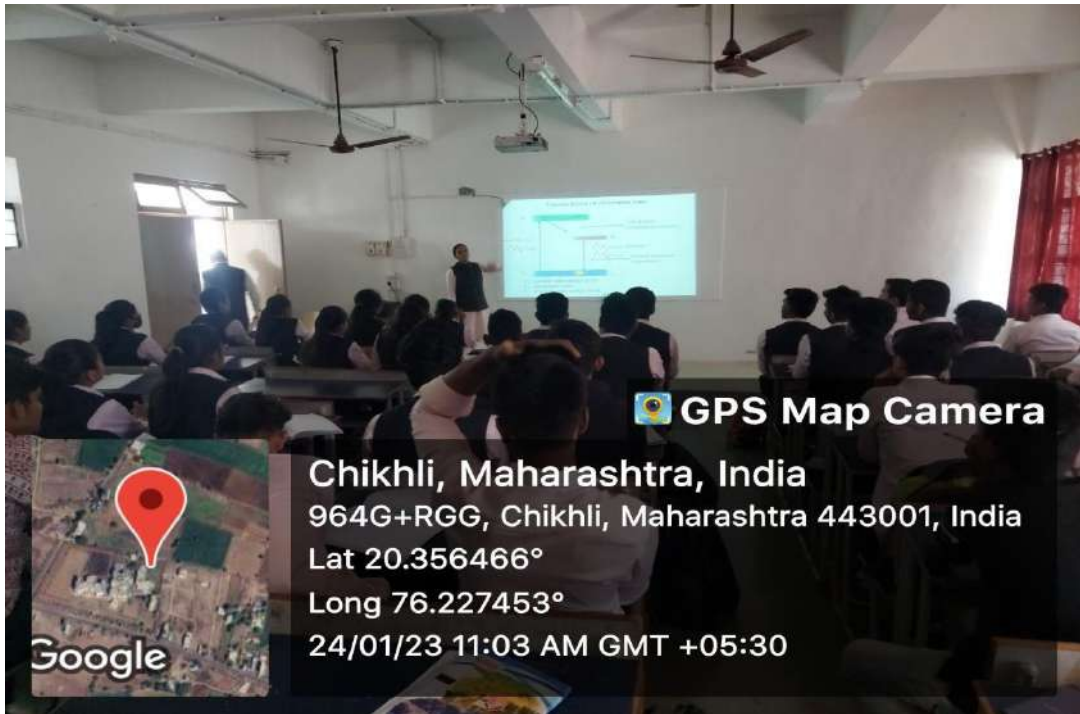 GPS Map Camera
Chikhli, Maharashtra, India
964G+RGG, Chikhli, Maharashtra 443001, India
Lat 20.356466°
Long 76.227453°
24/01/23 11:03 AM GMT +05:30
Google